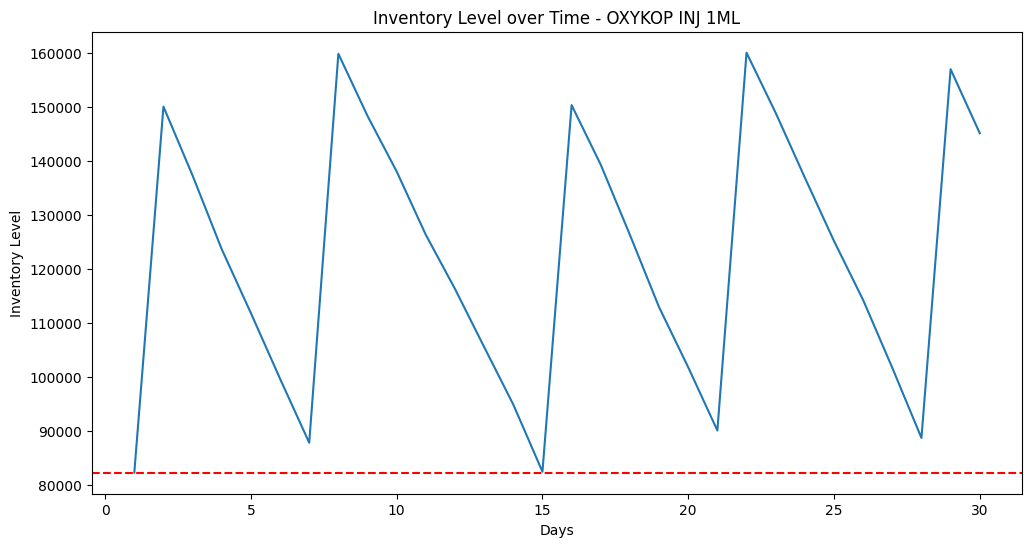 Inventory Level over Time - OXYKOP INJ 1ML
Inventory Level
160000
150000
140000
130000
120000
110000
100000
90000
80000
0 5 10 15 20 25 30
Days